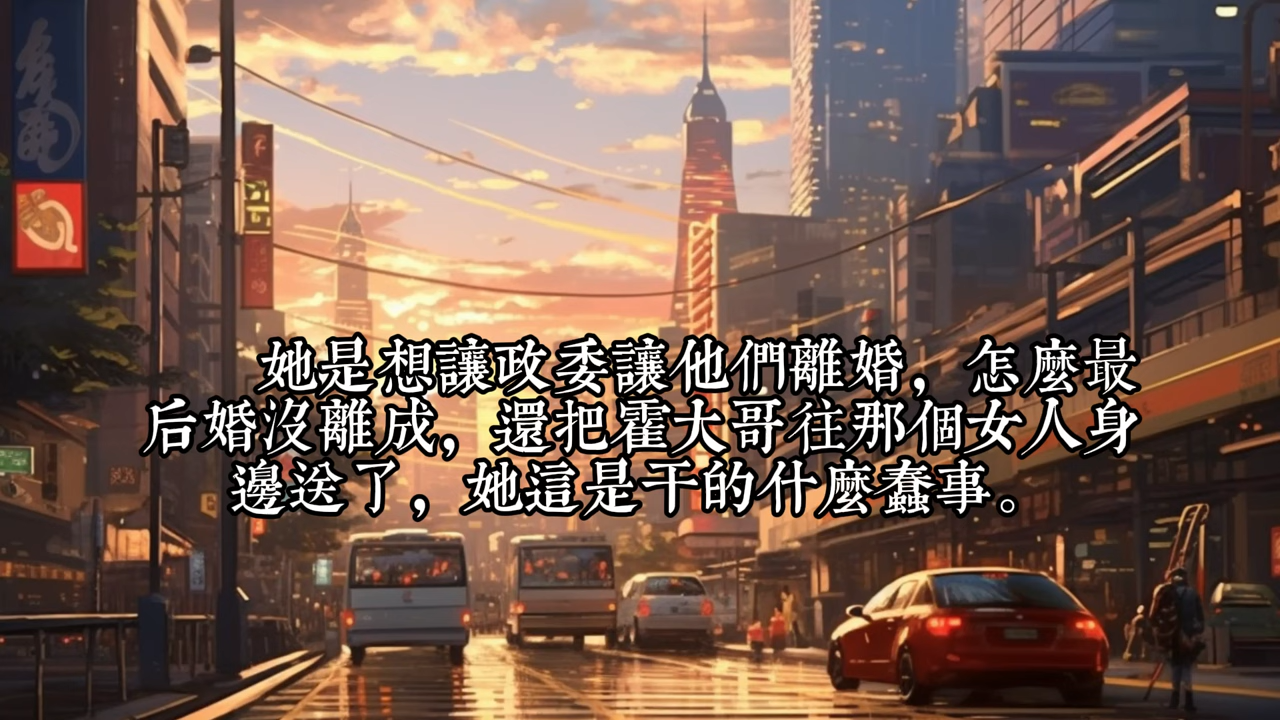 她是想讓政委讓他們離婚，怎麼最
后婚沒離成，還把霍大哥往那個女人身
邊送了，她這是干的什麼蠢事。